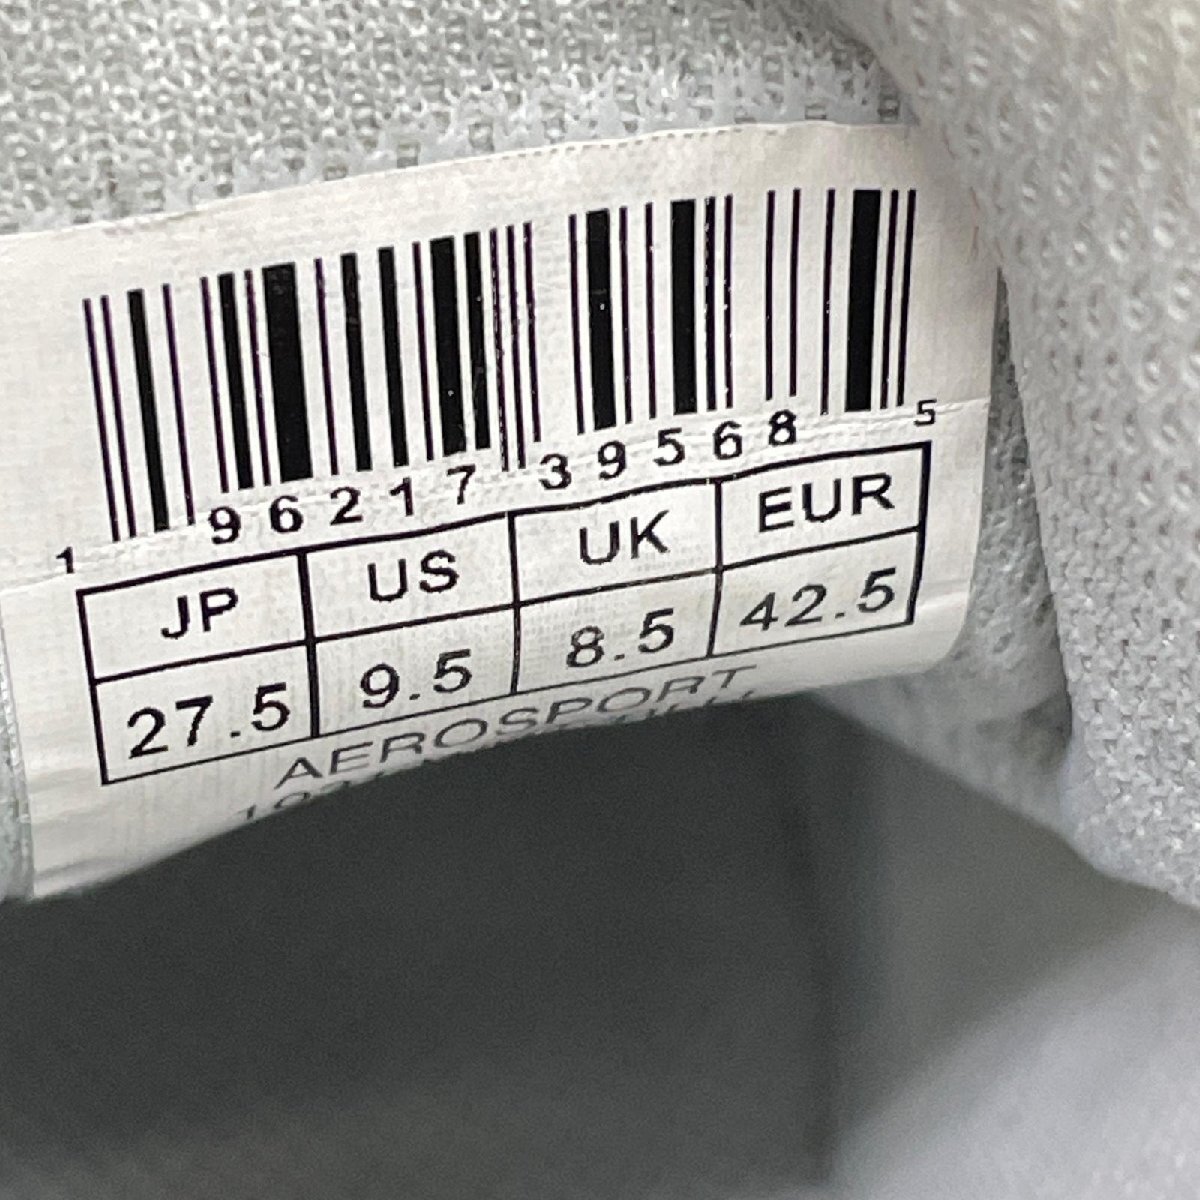 1 96217 39568 5
JP US UK EUR
27.5 9.5 8.5 42.5
AEROSPORT